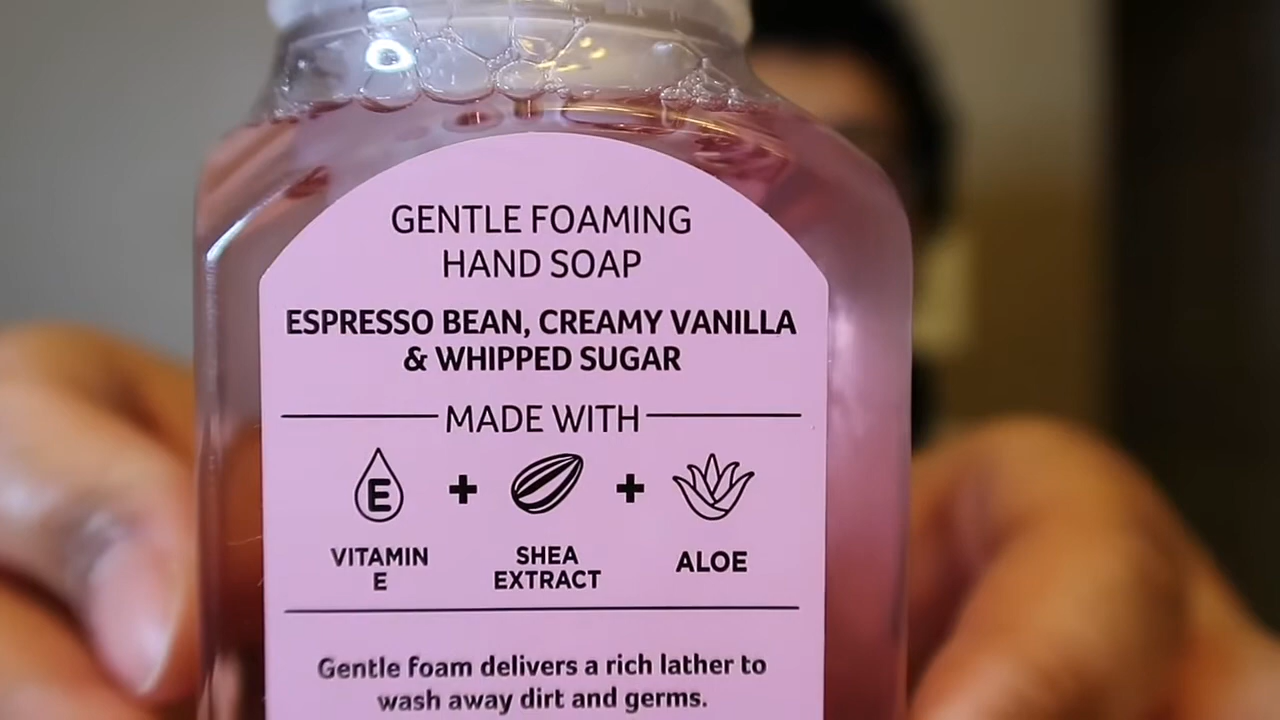 GENTLE FOAMING
HAND SOAP
ESPRESSO BEAN, CREAMY VANILLA
& WHIPPED SUGAR
MADE WITH
E
+
+
VITAMIN
E
SHEA
EXTRACT
ALOE
Gentle foam delivers a rich lather to
wash away dirt and germs.